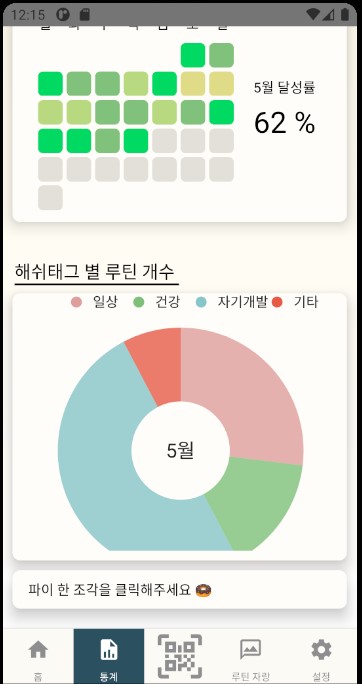 12:15
5월 달성률
62 %
해쉬태그 별 루틴 개수
일상 건강 자기개발 기타
5월
파이 한 조각을 클릭해주세요 🍩
홈 통계 루틴 자랑 설정